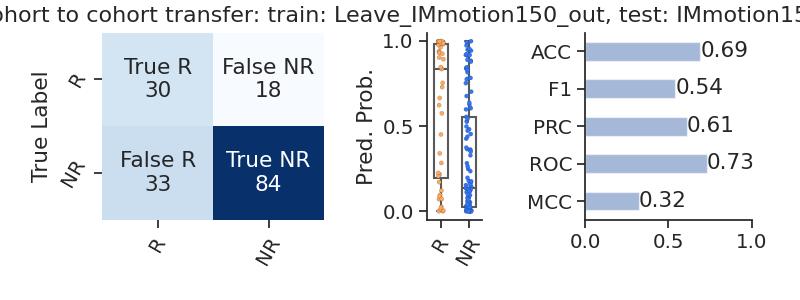 ohort to cohort transfer: train: Leave_IMmotion150_out, test: IMmotion15
True Label
R
NR
True R
30
False NR
18
False R
33
True NR
84
R
NR
Pred. Prob.
1.0
0.5
0.0
R
NR
ACC
0.69
F1
0.54
PRC
0.61
ROC
0.73
MCC
0.32
0.0
0.5
1.0